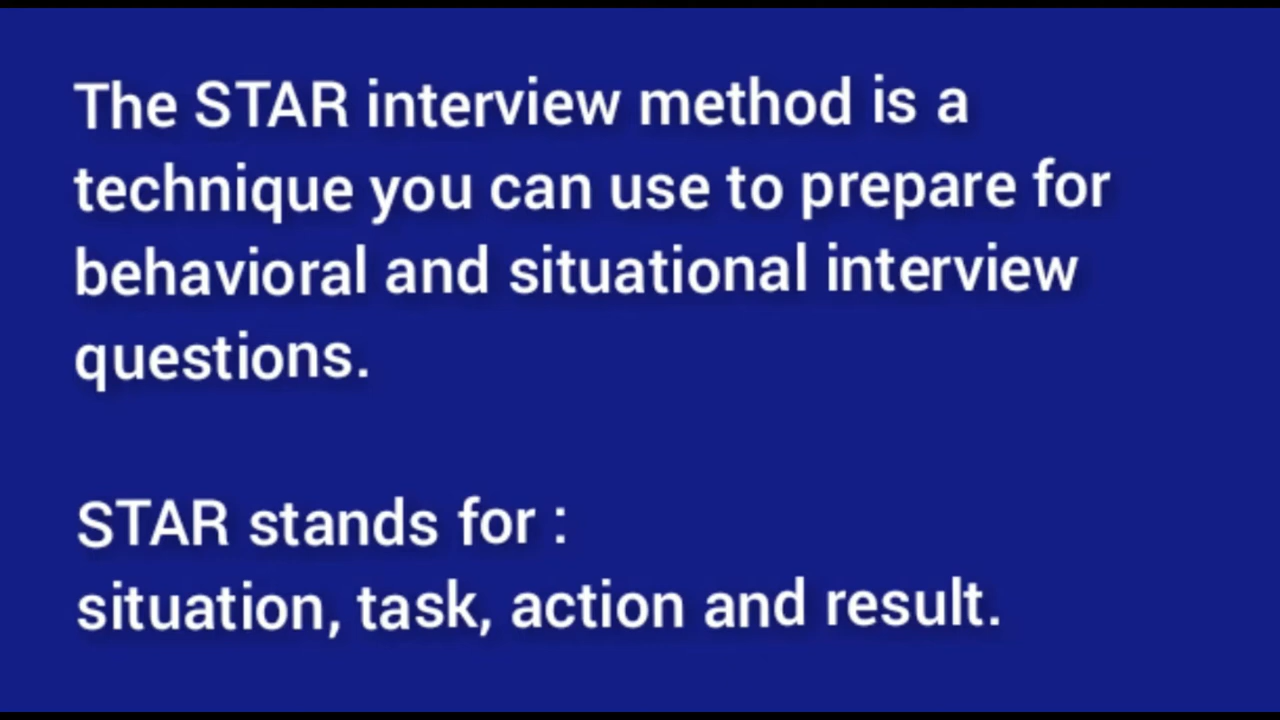 The STAR interview method is a
technique you can use to prepare for
behavioral and situational interview
questions.
STAR stands for :
situation, task, action and result.